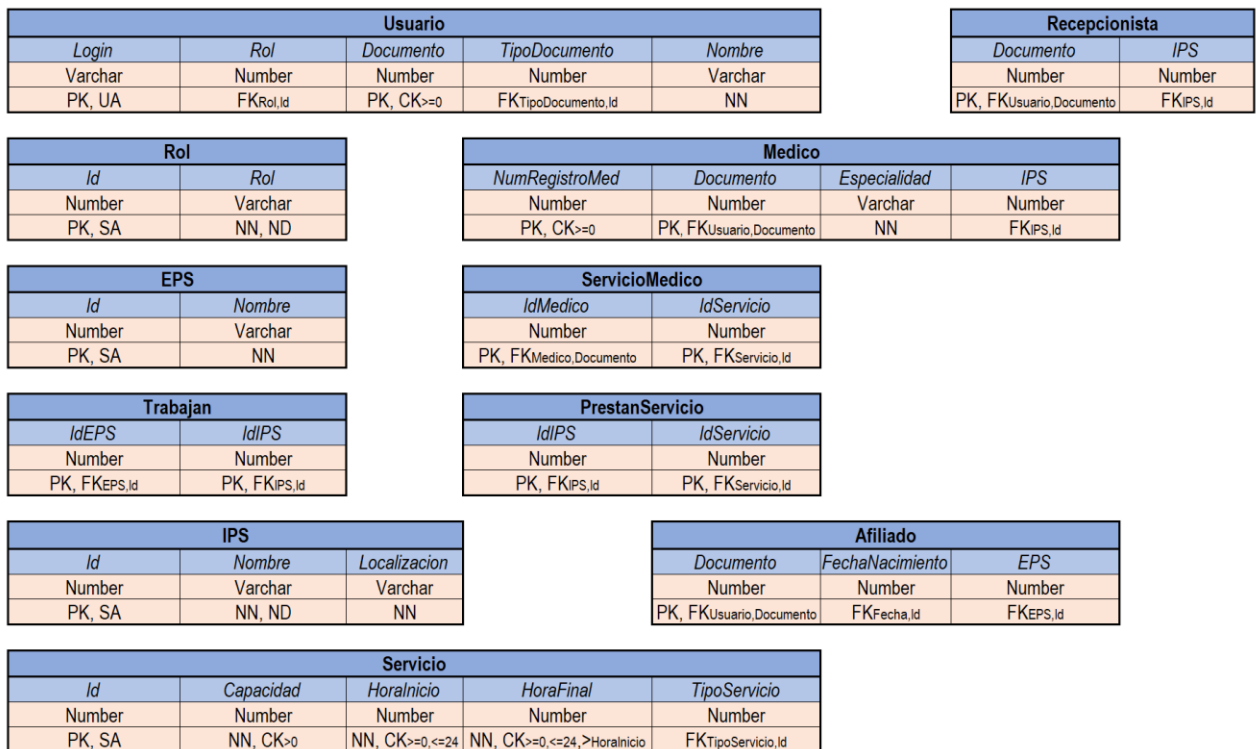 Usuario
Login Rol Documento TipoDocumento Nombre
Varchar Number Number Number Varchar
PK, UA FKRol,Id PK, CK>=0 FKTipoDocumento,Id NN
Recepcionista
Documento IPS
Number Number
PK, FKUsuario,Documento FKIPS,Id
Rol
Id Rol
Number Varchar
PK, SA NN, ND
Medico
NumRegistroMed Documento Especialidad IPS
Number Number Varchar Number
PK, CK>=0 PK, FKUsuario,Documento NN FKIPS,Id
EPS
Id Nombre
Number Varchar
PK, SA NN
ServicioMedico
IdMedico IdServicio
Number Number
PK, FKMedico,Documento PK, FKServicio,Id
Trabajan
IdEPS IdIPS
Number Number
PK, FKEPS,Id PK, FKIPS,Id
PrestanServicio
IdIPS IdServicio
Number Number
PK, FKIPS,Id PK, FKServicio,Id
IPS
Id Nombre Localizacion
Number Varchar Varchar
PK, SA NN, ND NN
Afiliado
Documento FechaNacimiento EPS
Number Number Number
PK, FKUsuario,Documento FKFecha,Id FKEPS,Id
Servicio
Id Capacidad HoraInicio HoraFinal TipoServicio
Number Number Number Number Number
PK, SA NN, CK>0 NN, CK>=0,<=24 NN, CK>=0,<=24,>HoraInicio FKTipoServicio,Id